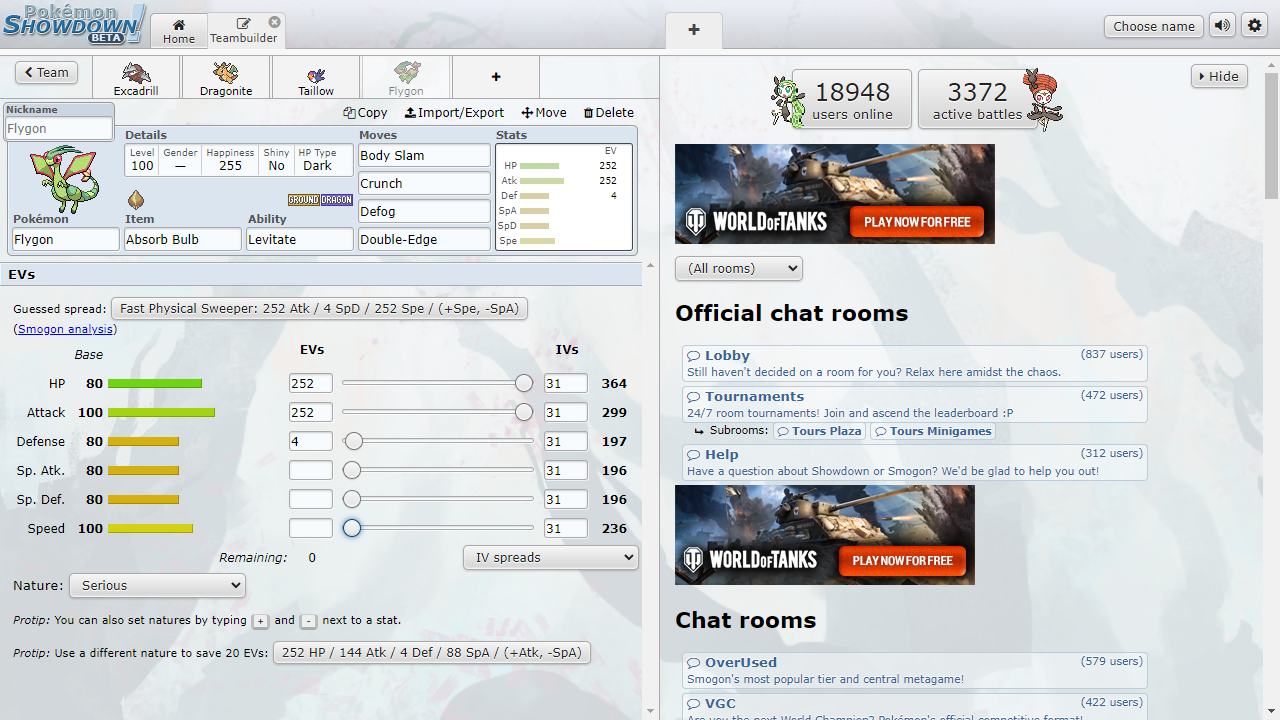 Pokémon
SHOWDOWN!
BETA
Home
Teambuilder
+
Choose name
Team
Excadrill
Dragonite
Taillow
Flygon
+
Hide
Nickname
Flygon
Copy
Import/Export
Move
Delete
Details
Level
100
Gender
—
Happiness
255
Shiny
No
HP Type
Dark
GROUND DRAGON
Pokémon
Flygon
Item
Absorb Bulb
Ability
Levitate
Moves
Body Slam
Crunch
Defog
Double-Edge
Stats
EV
HP 252
Atk 252
Def 4
SpA
SpD
Spe
EVs
Guessed spread: Fast Physical Sweeper: 252 Atk / 4 SpD / 252 Spe / (+Spe, -SpA)
(Smogon analysis)
Base EVs IVs
HP 80 252 31 364
Attack 100 252 31 299
Defense 80 4 31 197
Sp. Atk. 80 31 196
Sp. Def. 80 31 196
Speed 100 31 236
Remaining: 0 IV spreads
Nature: Serious
Protip: You can also set natures by typing + and - next to a stat.
Protip: Use a different nature to save 20 EVs: 252 HP / 144 Atk / 4 Def / 88 SpA / (+Atk, -SpA)
18948
users online
3372
active battles
WORLD OF TANKS PLAY NOW FOR FREE
(All rooms)
Official chat rooms
Lobby (837 users)
Still haven't decided on a room for you? Relax here amidst the chaos.
Tournaments (472 users)
24/7 room tournaments! Join and ascend the leaderboard :P
Subrooms: Tours Plaza Tours Minigames
Help (312 users)
Have a question about Showdown or Smogon? We'd be glad to help you out!
WORLD OF TANKS PLAY NOW FOR FREE
Chat rooms
OverUsed (579 users)
Smogon's most popular tier and central metagame!
VGC (422 users)
Are you the next World Champion? Pokémon's official competitive format!